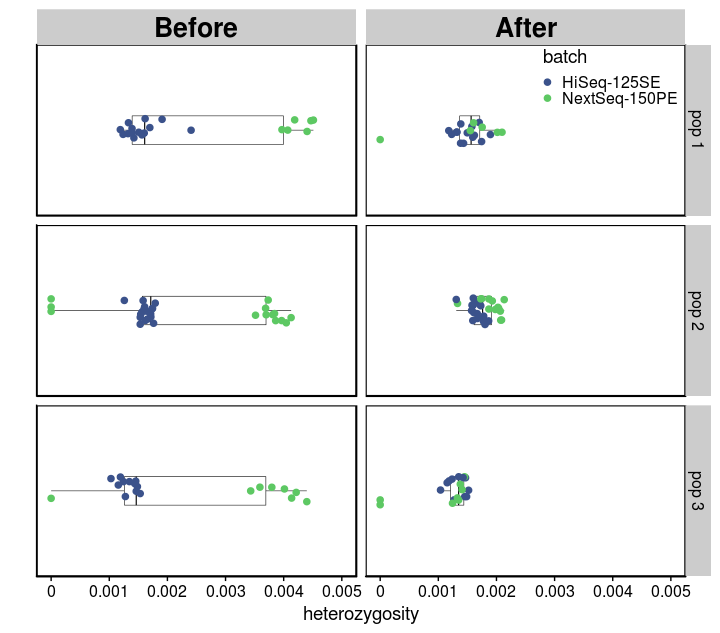 Before
After
batch
HiSeq-125SE
NextSeq-150PE
pop 1
pop 2
pop 3
0 0.001 0.002 0.003 0.004 0.005
0 0.001 0.002 0.003 0.004 0.005
heterozygosity